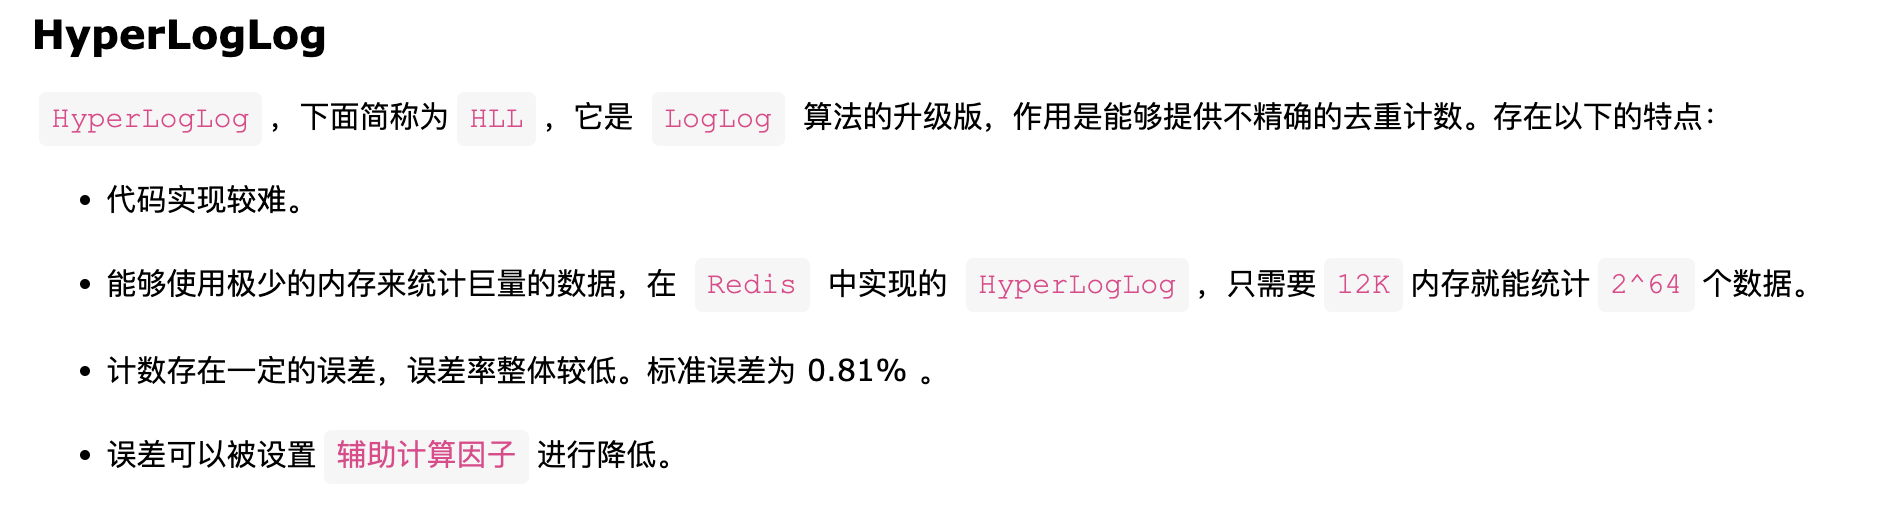 HyperLogLog
HyperLogLog ，下面简称为 HLL ，它是 LogLog 算法的升级版，作用是能够提供不精确的去重计数。存在以下的特点：
• 代码实现较难。
• 能够使用极少的内存来统计巨量的数据，在 Redis 中实现的 HyperLogLog ，只需要 12K 内存就能统计 2^64 个数据。
• 计数存在一定的误差，误差率整体较低。标准误差为 0.81% 。
• 误差可以被设置 辅助计算因子 进行降低。